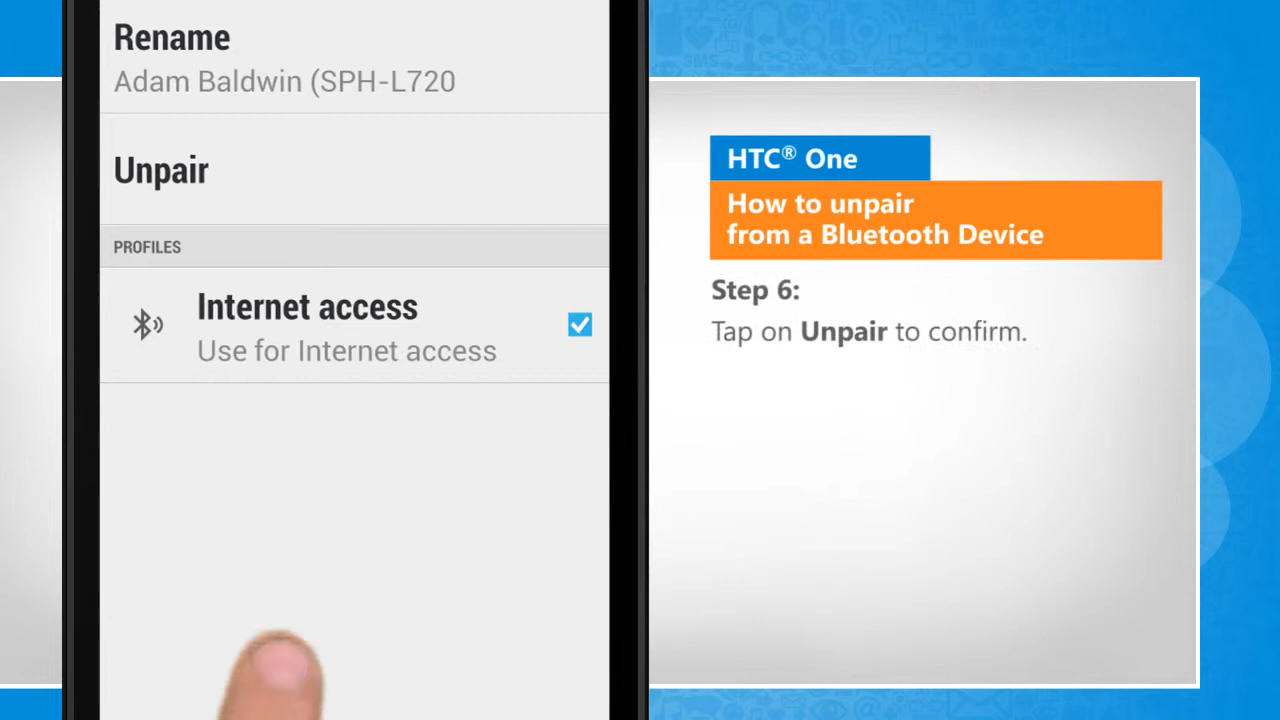 Rename
Adam Baldwin (SPH-L720
Unpair
PROFILES
Internet access
Use for Internet access
HTC® One
How to unpair
from a Bluetooth Device
Step 6:
Tap on Unpair to confirm.